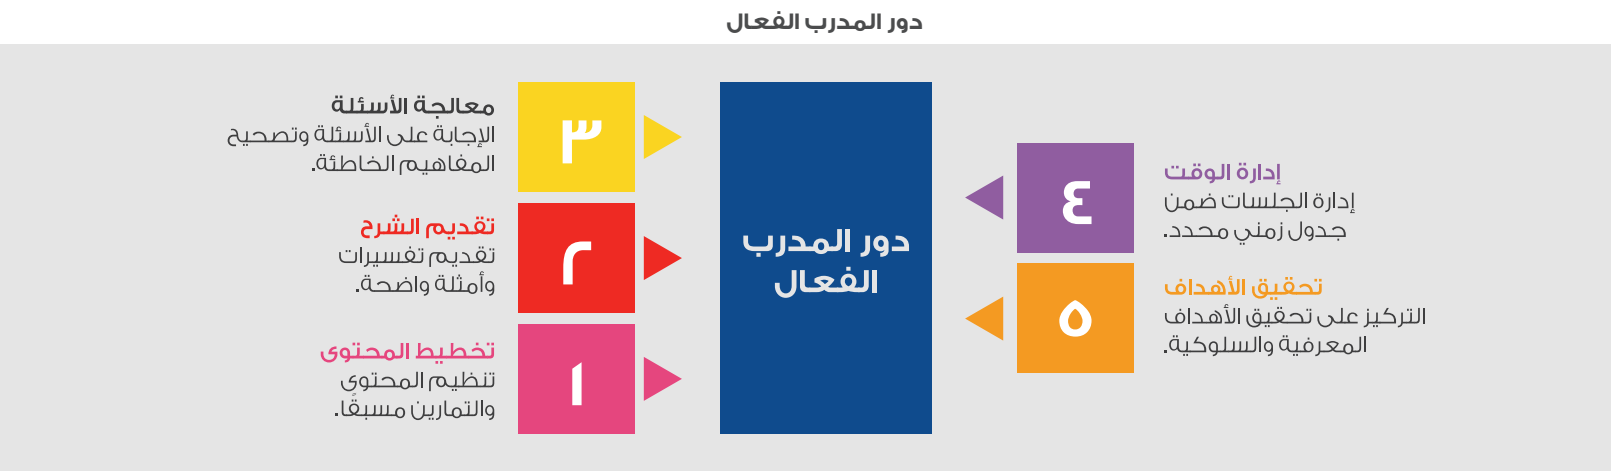 دور المدرب الفعال
دور المدرب
الفعال
١
تخطيط المحتوى
تنظيم المحتوى
والتمارين مسبقًا.
٢
تقديم الشرح
تقديم تفسيرات
وأمثلة واضحة.
٣
معالجة الأسئلة
الإجابة على الأسئلة وتصحيح
المفاهيم الخاطئة.
٤
إدارة الوقت
إدارة الجلسات ضمن
جدول زمني محدد.
٥
تحقيق الأهداف
التركيز على تحقيق الأهداف
المعرفية والسلوكية.